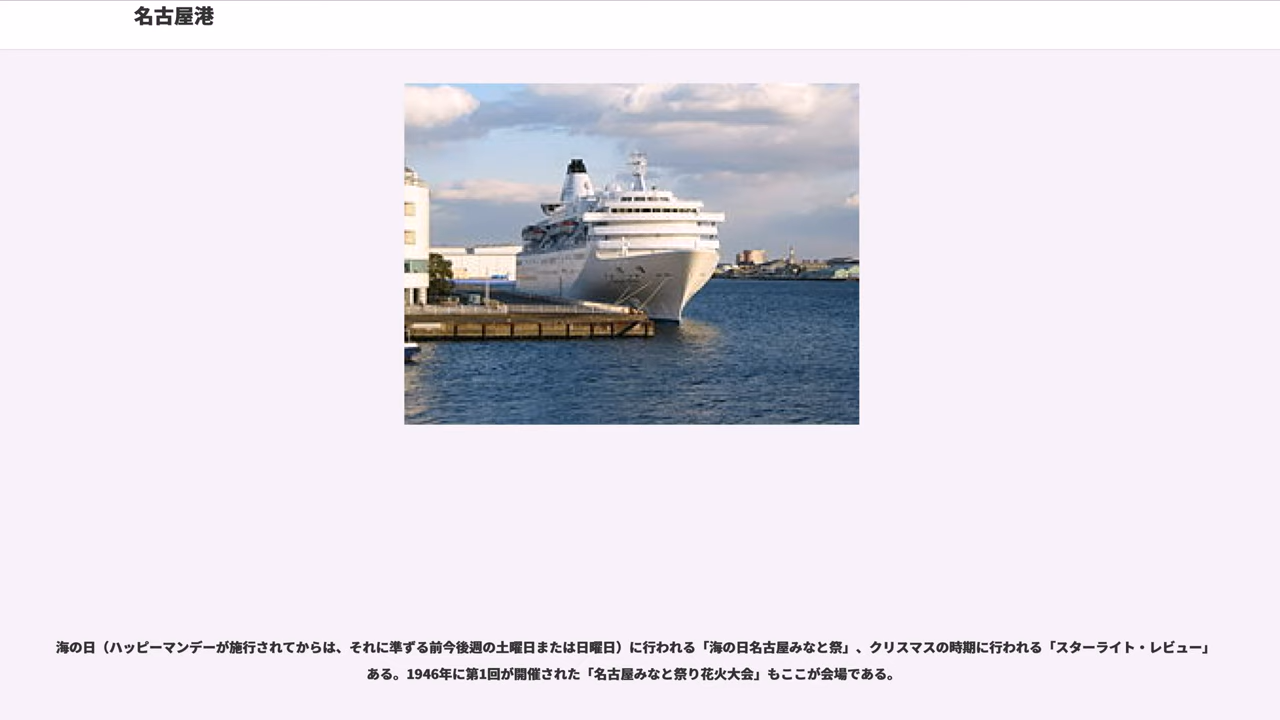 名古屋港
海の日（ハッピーマンデーが施行されてからは、それに準ずる前今後週の土曜日または日曜日）に行われる「海の日名古屋みなと祭」、クリスマスの時期に行われる「スターライト・レビュー」
ある。1946年に第1回が開催された「名古屋みなと祭り花火大会」もここが会場である。